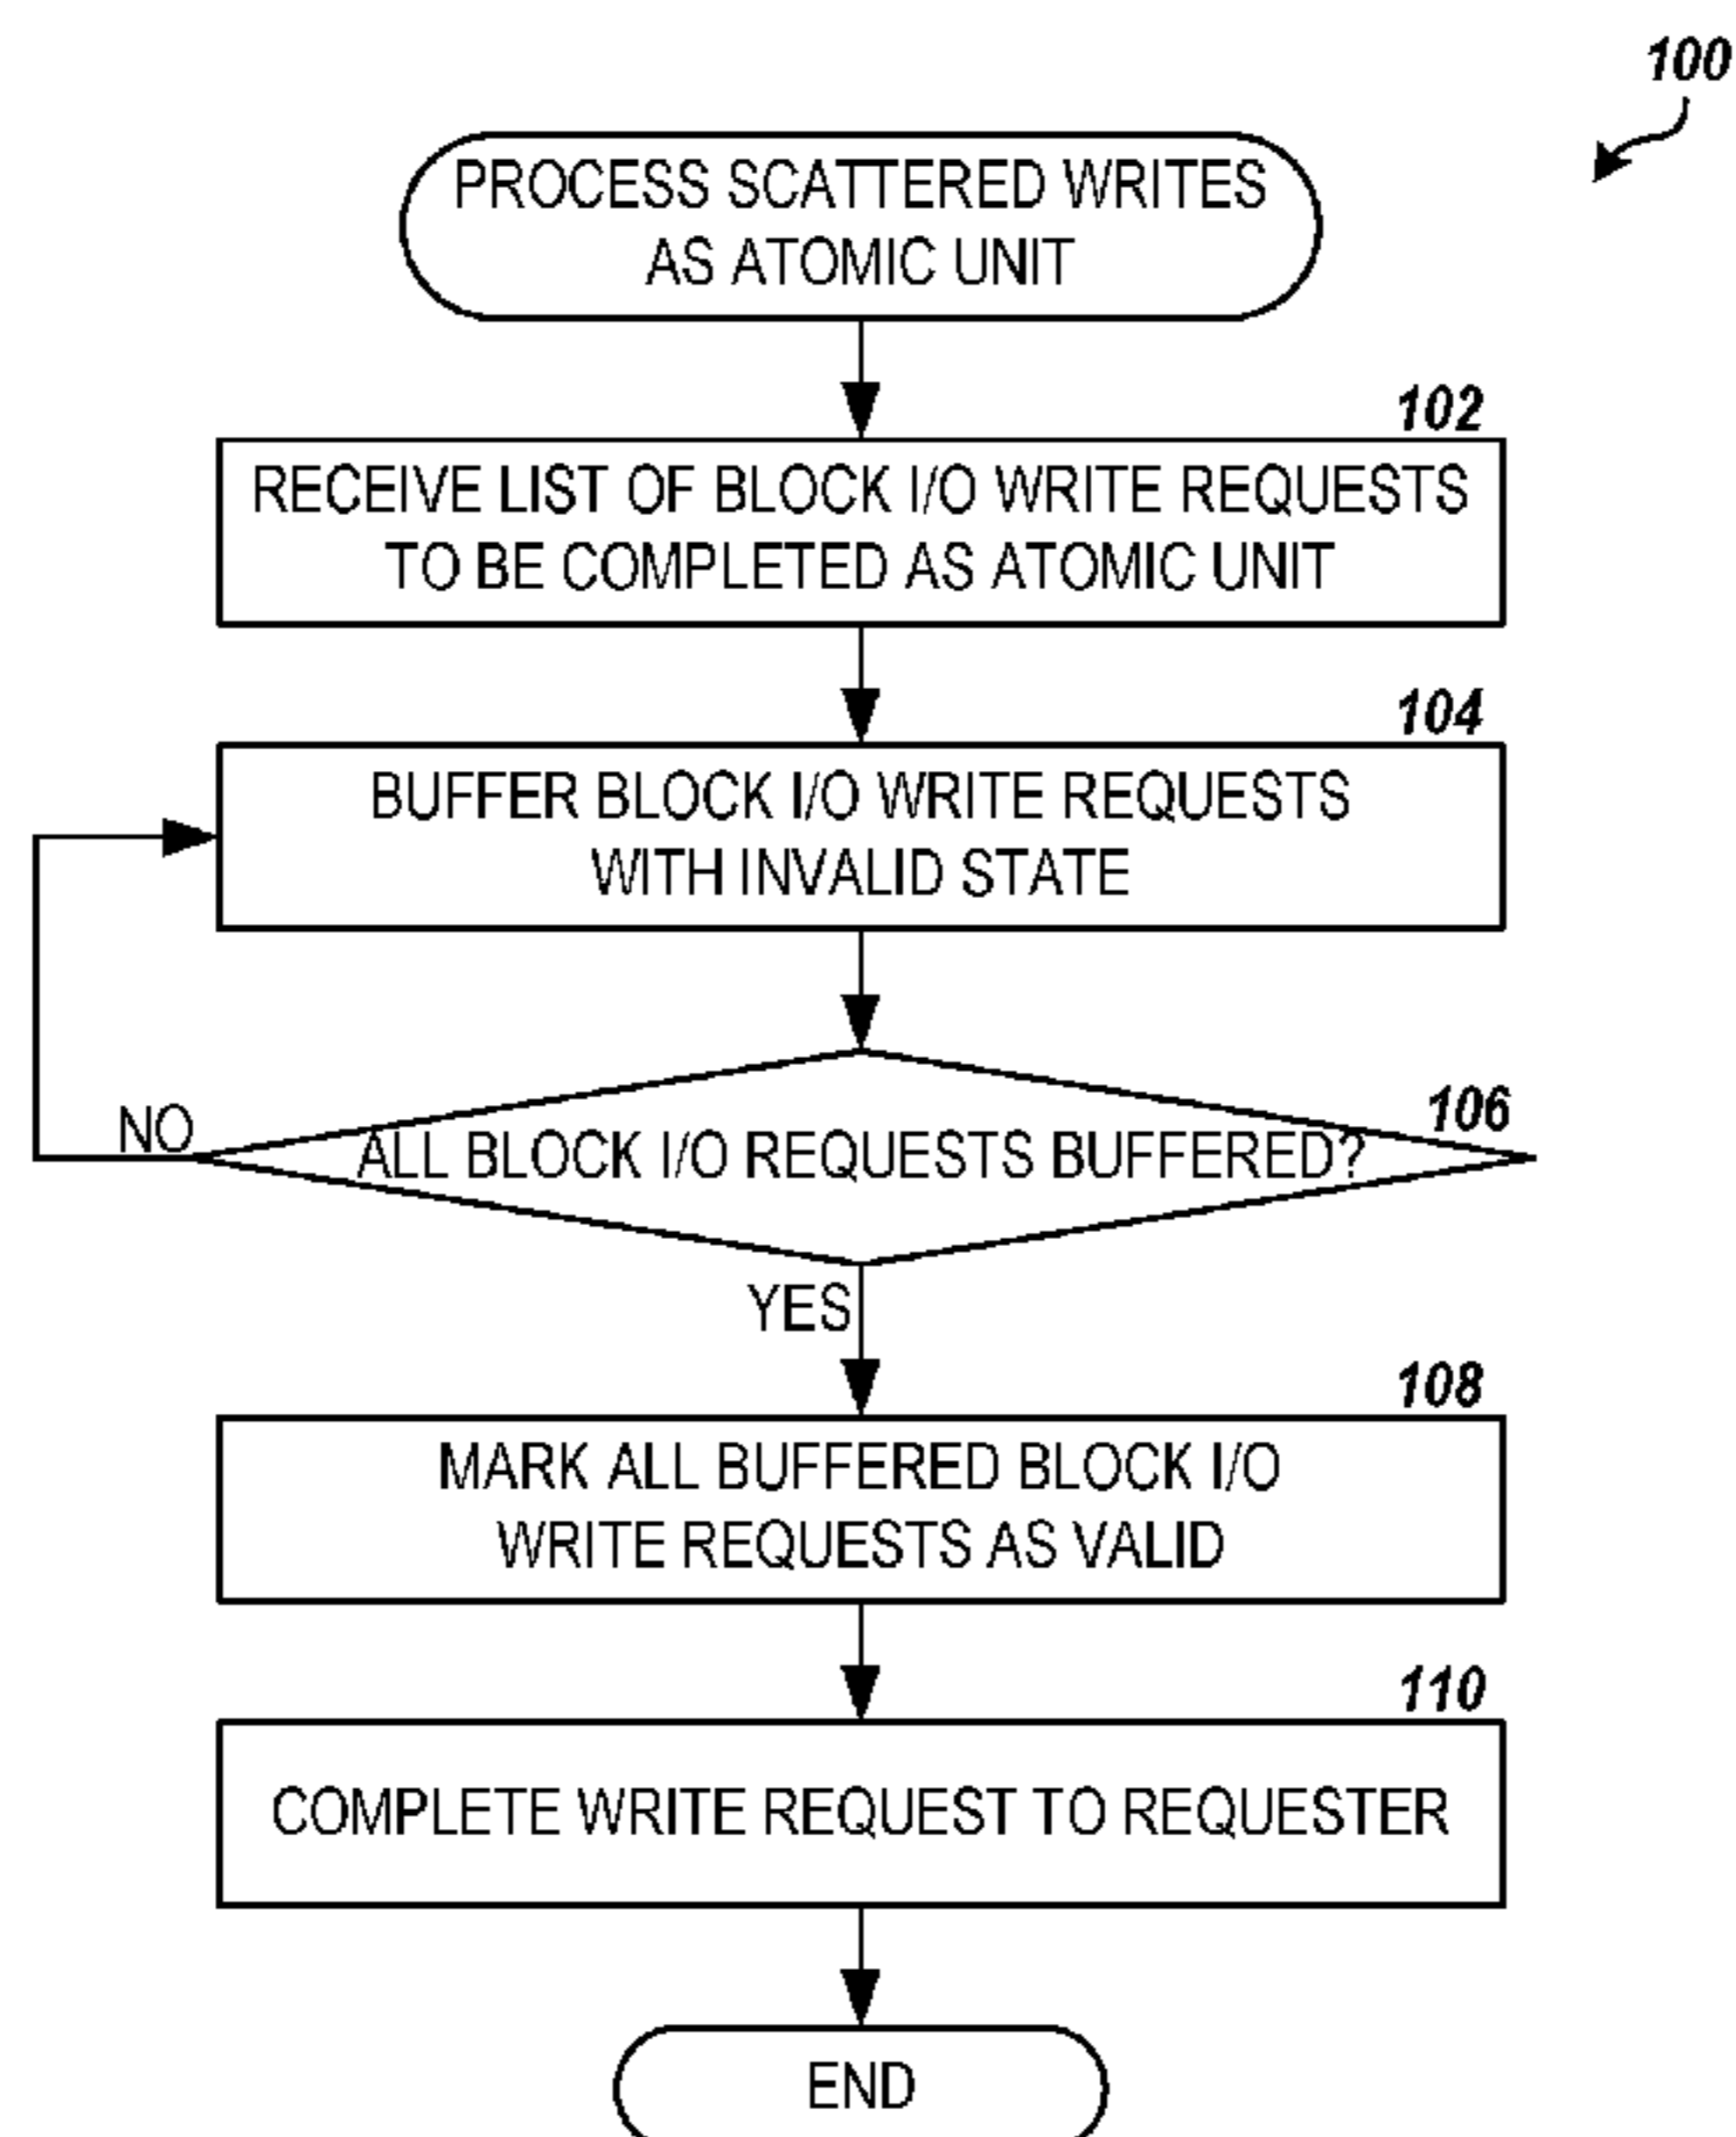 100
PROCESS SCATTERED WRITES
AS ATOMIC UNIT
102
RECEIVE LIST OF BLOCK I/O WRITE REQUESTS
TO BE COMPLETED AS ATOMIC UNIT
104
BUFFER BLOCK I/O WRITE REQUESTS
WITH INVALID STATE
106
NO
ALL BLOCK I/O REQUESTS BUFFERED?
YES
108
MARK ALL BUFFERED BLOCK I/O
WRITE REQUESTS AS VALID
110
COMPLETE WRITE REQUEST TO REQUESTER
END